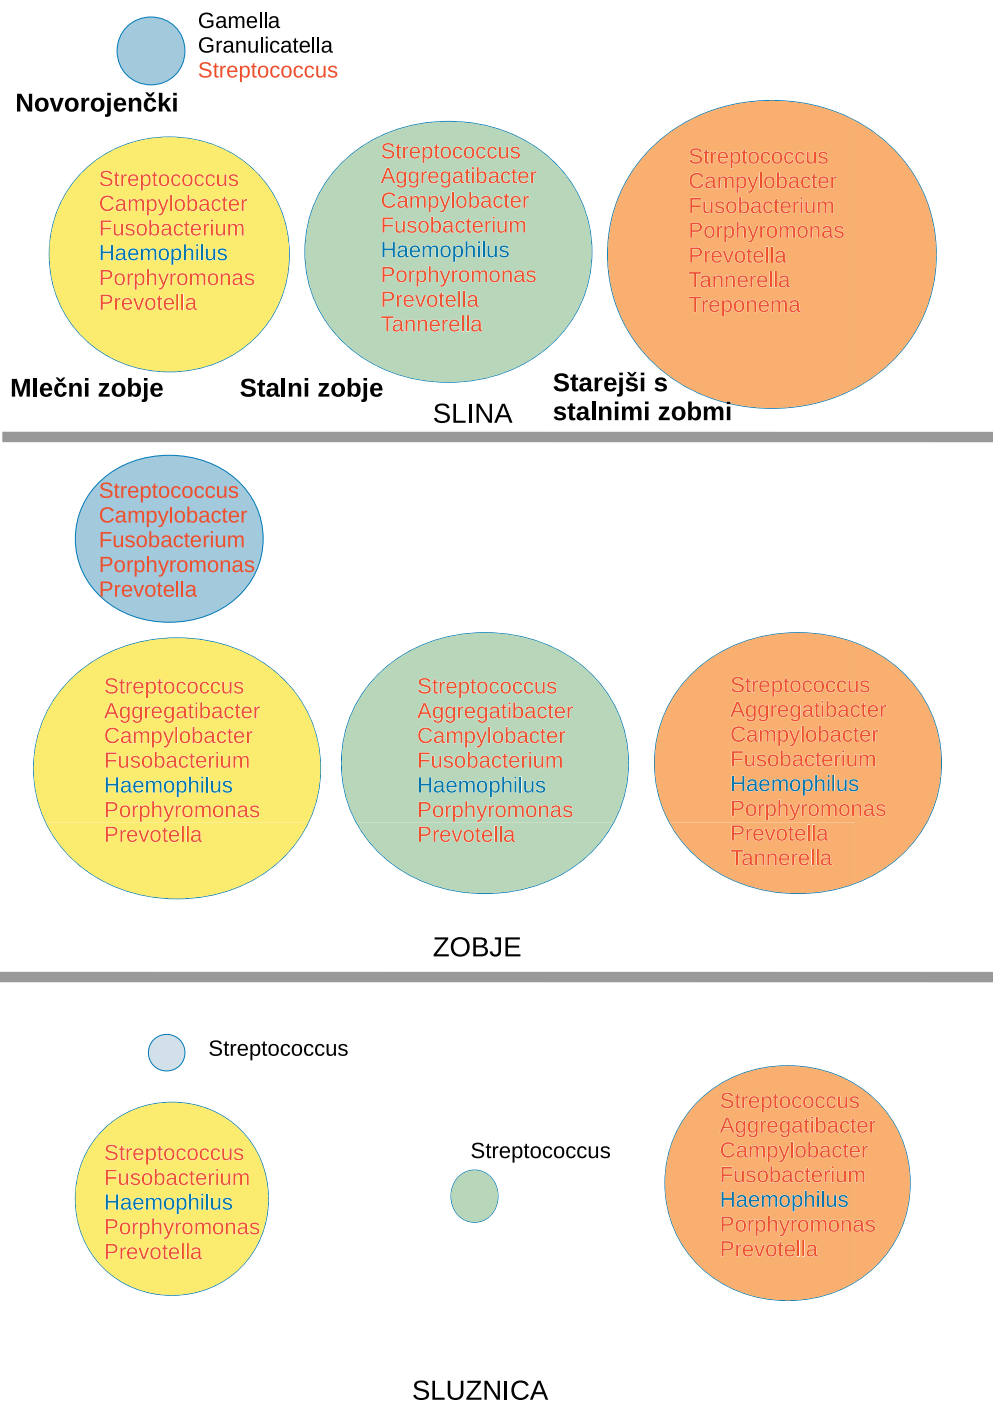 Gamella
Granulicatella
Streptococcus
Novorojenčki
Streptococcus
Campylobacter
Fusobacterium
Haemophilus
Porphyromonas
Prevotella
Streptococcus
Aggregatibacter
Campylobacter
Fusobacterium
Haemophilus
Porphyromonas
Prevotella
Tannerella
Streptococcus
Campylobacter
Fusobacterium
Porphyromonas
Prevotella
Tannerella
Treponema
Mlečni zobje
Stalni zobje
Starejši s
stalnimi zobmi
SLINA
Streptococcus
Campylobacter
Fusobacterium
Porphyromonas
Prevotella
Streptococcus
Aggregatibacter
Campylobacter
Fusobacterium
Haemophilus
Porphyromonas
Prevotella
Streptococcus
Aggregatibacter
Campylobacter
Fusobacterium
Haemophilus
Porphyromonas
Prevotella
Streptococcus
Aggregatibacter
Campylobacter
Fusobacterium
Haemophilus
Porphyromonas
Prevotella
Tannerella
ZOBJE
Streptococcus
Streptococcus
Fusobacterium
Haemophilus
Porphyromonas
Prevotella
Streptococcus
Streptococcus
Aggregatibacter
Campylobacter
Fusobacterium
Haemophilus
Porphyromonas
Prevotella
SLUZNICA